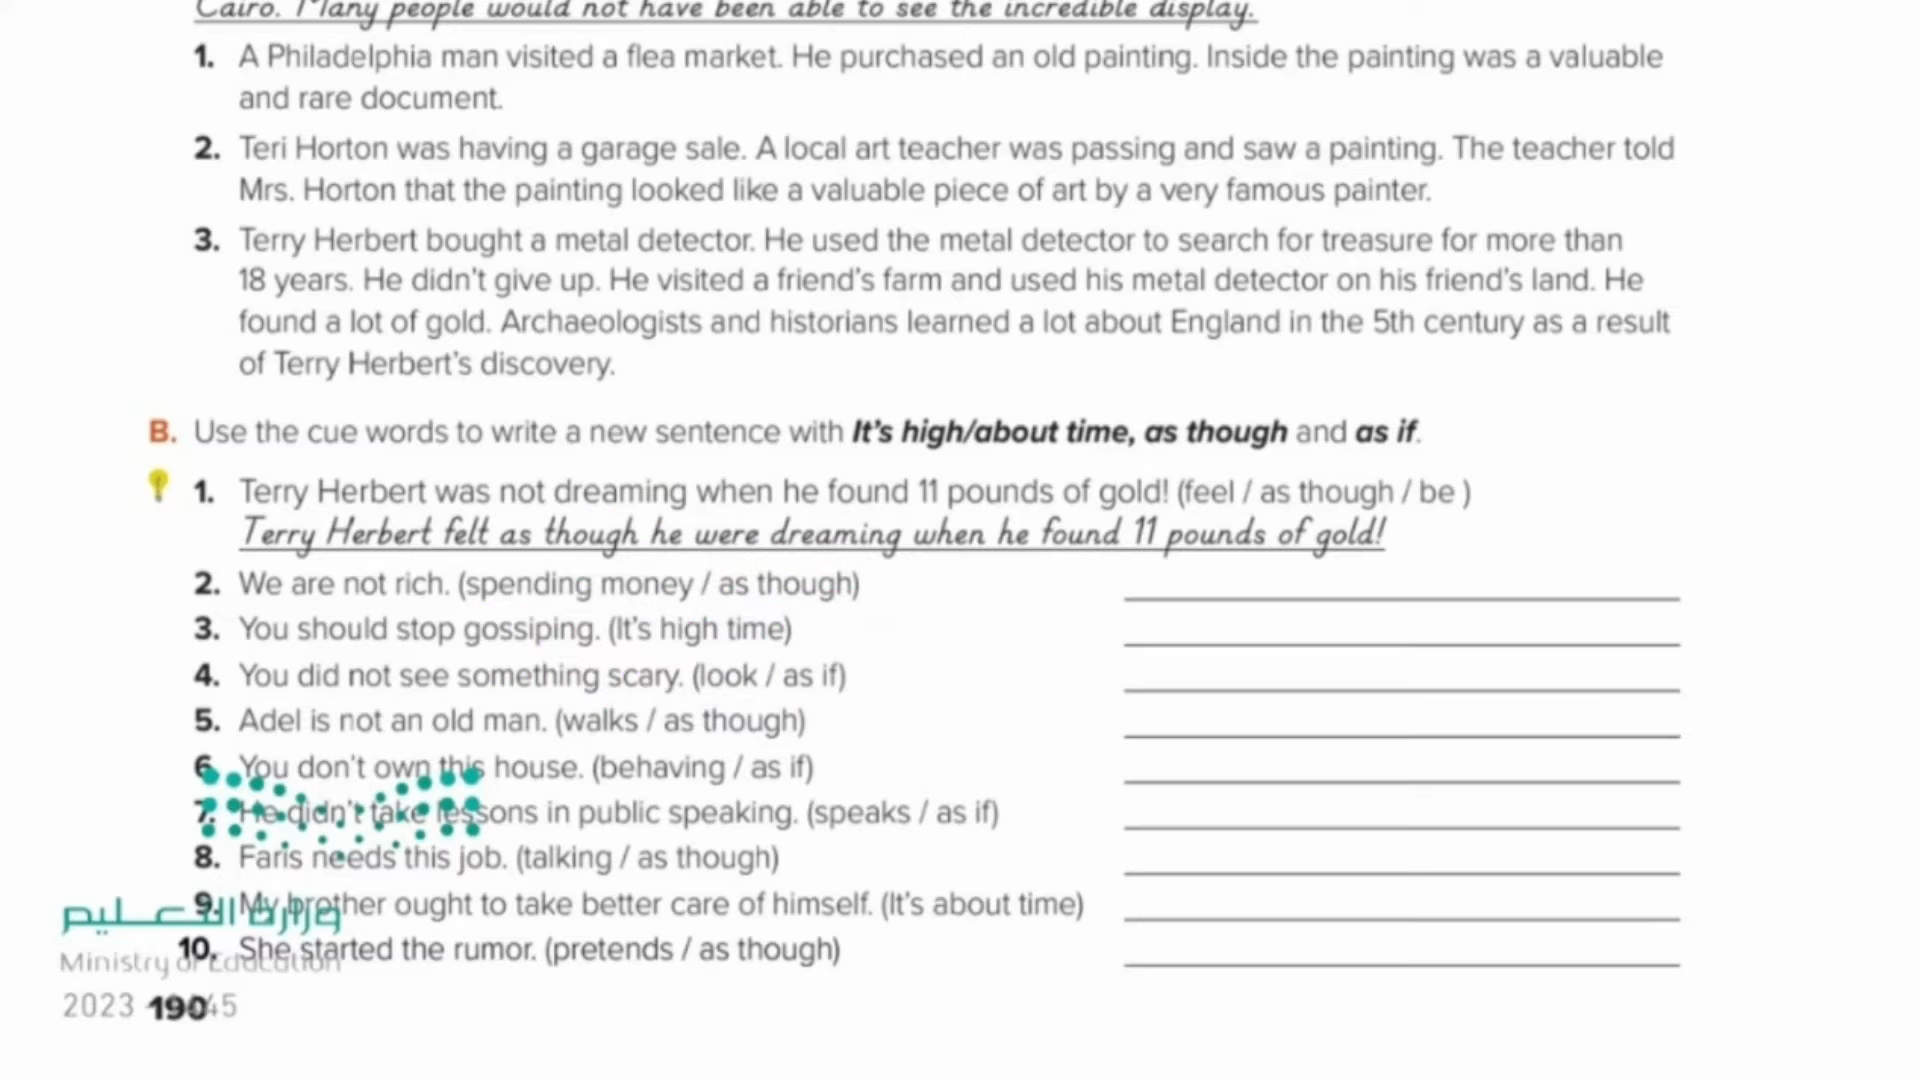 Cairo. Many people would not have been able to see the incredible display.
1. A Philadelphia man visited a flea market. He purchased an old painting. Inside the painting was a valuable
and rare document.
2. Teri Horton was having a garage sale. A local art teacher was passing and saw a painting. The teacher told
Mrs. Horton that the painting looked like a valuable piece of art by a very famous painter.
3. Terry Herbert bought a metal detector. He used the metal detector to search for treasure for more than
18 years. He didn't give up. He visited a friend's farm and used his metal detector on his friend's land. He
found a lot of gold. Archaeologists and historians learned a lot about England in the 5th century as a result
of Terry Herbert's discovery.
B. Use the cue words to write a new sentence with It's high/about time, as though and as if.
1. Terry Herbert was not dreaming when he found 11 pounds of gold! (feel / as though / be )
Terry Herbert felt as though he were dreaming when he found 11 pounds of gold!
2. We are not rich. (spending money / as though)
3. You should stop gossiping. (It's high time)
4. You did not see something scary. (look / as if)
5. Adel is not an old man. (walks / as though)
6. You don't own this house. (behaving / as if)
7. He didn't take lessons in public speaking. (speaks / as if)
8. Faris needs this job. (talking / as though)
9. My brother ought to take better care of himself. (It's about time)
وزارة التعليم
10. She started the rumor. (pretends / as though)
Ministry of Education
2023 190 45